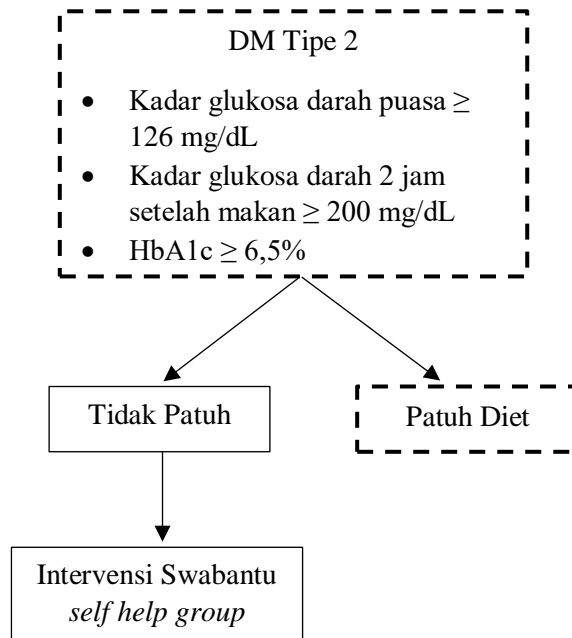 DM Tipe 2
• Kadar glukosa darah puasa ≥
126 mg/dL
• Kadar glukosa darah 2 jam
setelah makan ≥ 200 mg/dL
• HbA1c ≥ 6,5%
Tidak Patuh
Patuh Diet
Intervensi Swabantu
self help group